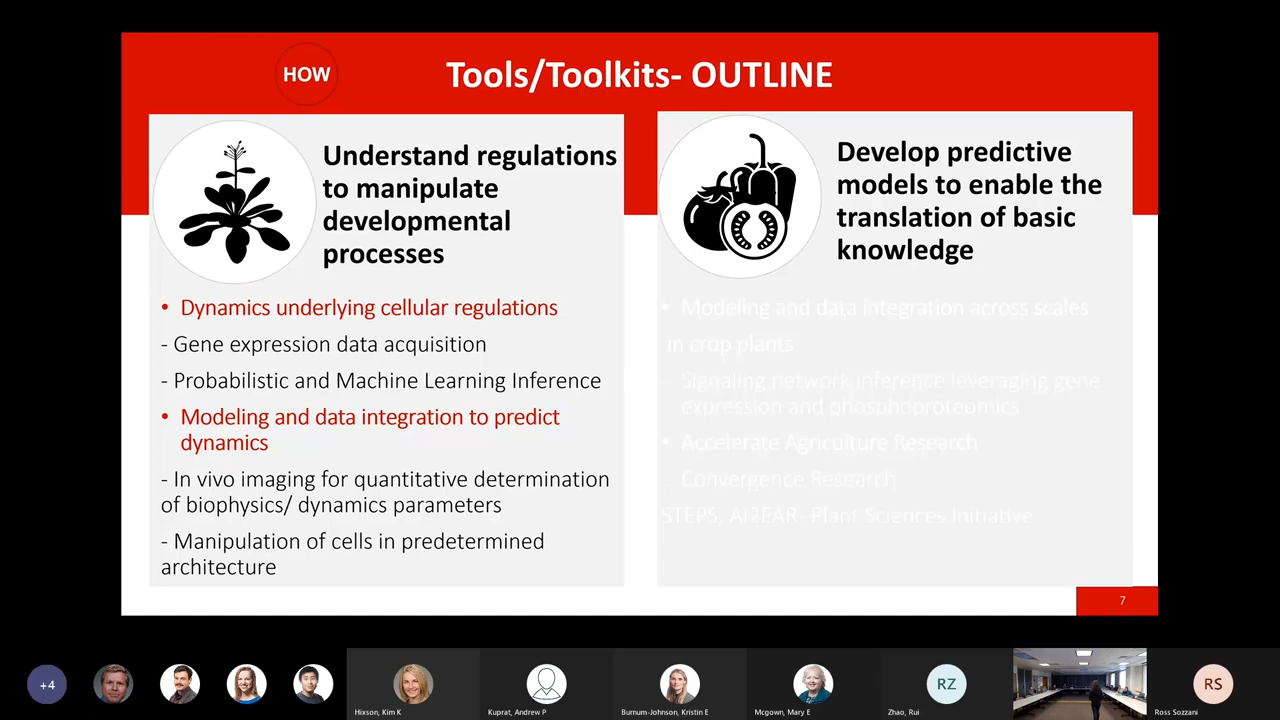 HOW
Tools/Toolkits- OUTLINE
Understand regulations
to manipulate
developmental
processes
• Dynamics underlying cellular regulations
- Gene expression data acquisition
- Probabilistic and Machine Learning Inference
• Modeling and data integration to predict
dynamics
- In vivo imaging for quantitative determination
of biophysics/ dynamics parameters
- Manipulation of cells in predetermined
architecture
Develop predictive
models to enable the
translation of basic
knowledge
• Modeling and data integration across scales
in crop plants
- Signaling network inference leveraging gene
expression and phosphoproteomics
• Accelerate Agriculture Research
Convergence Research
STEPS, AI2EAR- Plant Sciences Initiative
7
+4
Hixson, Kim K
Kuprat, Andrew P
Burnum-Johnson, Kristin E
Mcgown, Mary E
RZ
Zhao, Rui
RS
Ross Sozzani